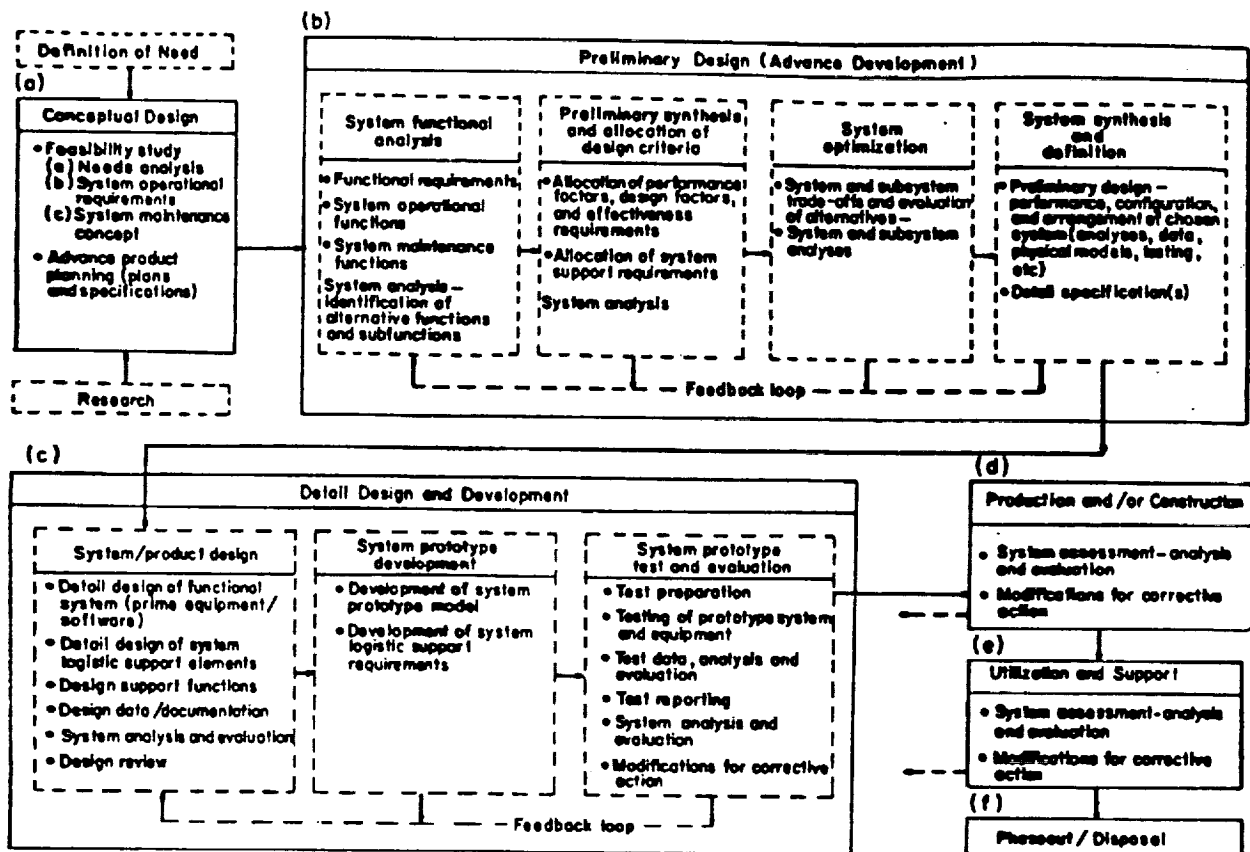 (b)
Definition of Need
(a)
Conceptual Design
• Feasibility study
(a) Needs analysis
(b) System operational
requirements
(c) System maintenance
concept
• Advance product
planning (plans
and specifications)
Research
Preliminary Design (Advance Development)
System functional
analysis
• Functional requirements
• System operational
functions
• System maintenance
functions
System analysis—
identification of
alternative functions
and subfunctions
Preliminary synthesis
and allocation of
design criteria
• Allocation of performance
factors, design factors,
and effectiveness
requirements
• Allocation of system
support requirements
System analysis
System
optimization
• System and subsystem
trade-offs and evaluation
of alternatives—
• System and subsystem
analyses
System synthesis
and
definition
• Preliminary design—
performance, configuration,
and arrangement of chosen
system (analyses, data,
physical models, testing,
etc)
• Detail specification(s)
Feedback loop
(c)
Detail Design and Development
System/product design
• Detail design of functional
system (prime equipment/
software)
• Detail design of system
logistic support elements
• Design support functions
• Design data/documentation
• System analysis and evaluation
• Design review
System prototype
development
• Development of system
prototype model
• Development of system
logistic support
requirements
System prototype
test and evaluation
• Test preparation
• Testing of prototype system
and equipment
• Test data, analysis and
evaluation
• Test reporting
• System analysis and
evaluation
• Modifications for corrective
action
Feedback loop
(d)
Production and/or Construction
• System assessment-analysis
and evaluation
• Modifications for corrective
action
(e)
Utilization and Support
• System assessment-analysis
and evaluation
• Modifications for corrective
action
(f)
Phaseout / Disposal